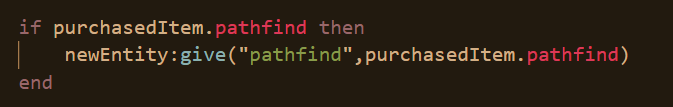 if purchasedItem.pathfind then
    newEntity:give("pathfind",purchasedItem.pathfind)
end